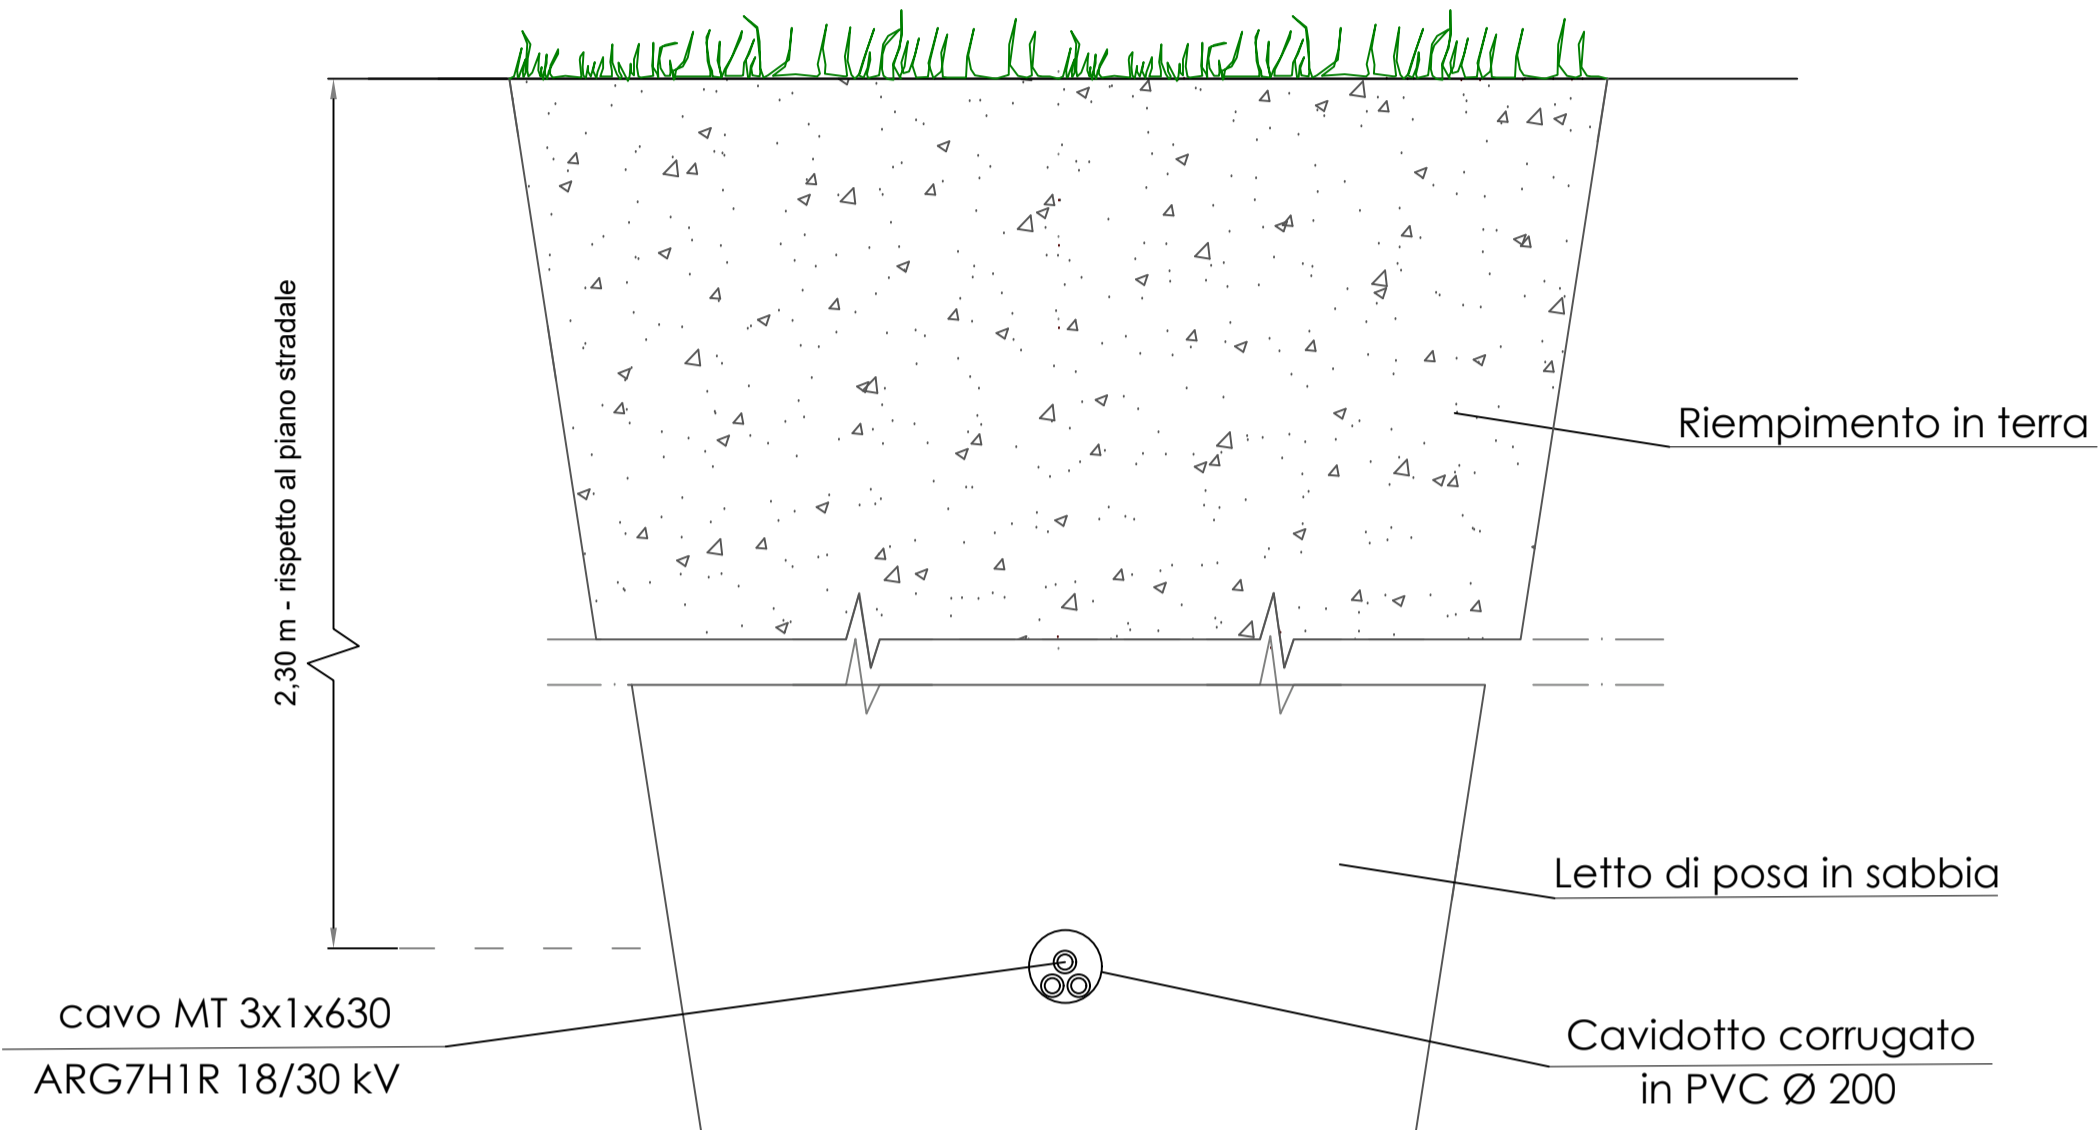 2,30 m - rispetto al piano stradale
Riempimento in terra
Letto di posa in sabbia
cavo MT 3x1x630
ARG7H1R 18/30 kV
Cavidotto corrugato
in PVC Ø 200